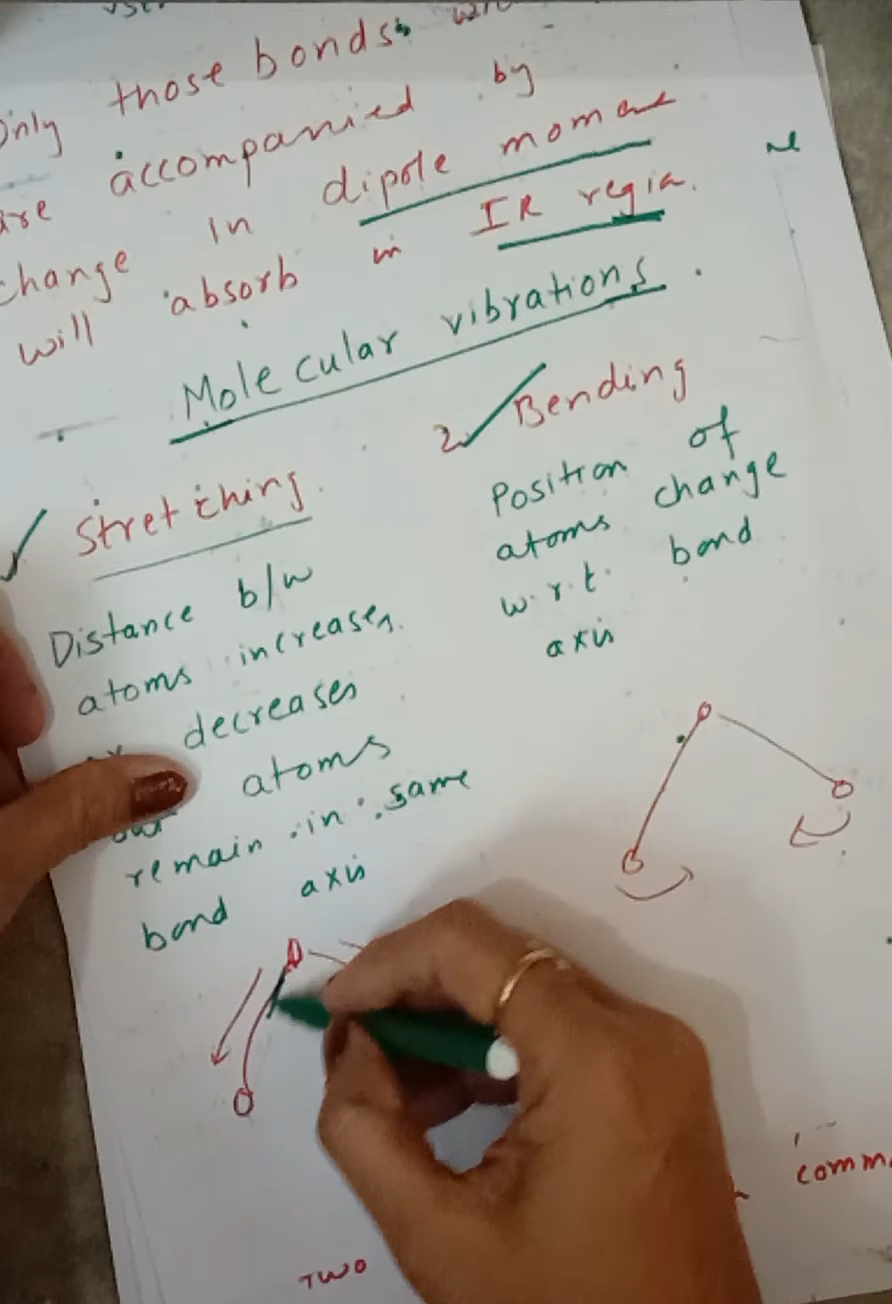 Only those bonds
are accompanied by
change in dipole moment
will absorb in IR region.
Molecular vibrations.
Stretching.
Distance b/w
atoms increases
decreases
atoms
remain in same
bond axis
2 Bending
Position of
atoms change
w.r.t. bond
axis
TWO